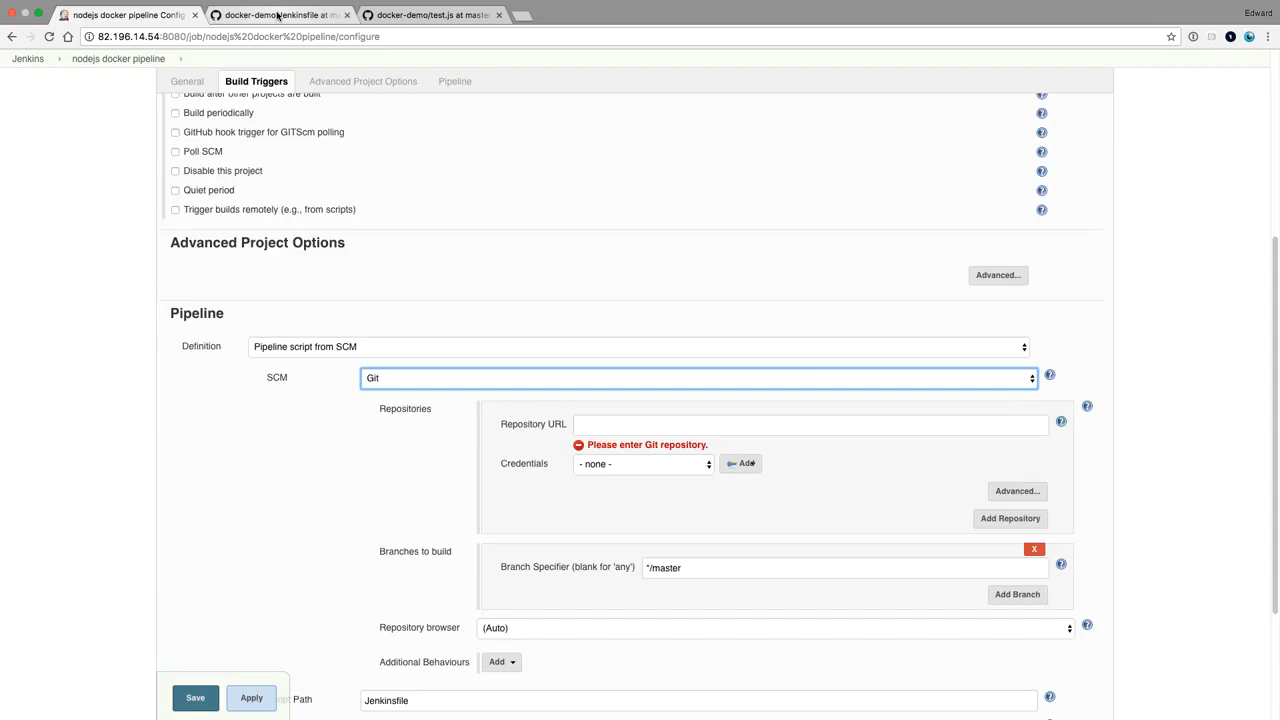 nodejs docker pipeline Config
docker-demo/Jenkinsfile at ma
docker-demo/test.js at master
Edward
82.196.14.54:8080/job/nodejs%20docker%20pipeline/configure
Jenkins
nodejs docker pipeline
General
Build Triggers
Advanced Project Options
Pipeline
Build after other projects are built
Build periodically
GitHub hook trigger for GITScm polling
Poll SCM
Disable this project
Quiet period
Trigger builds remotely (e.g., from scripts)
Advanced Project Options
Advanced...
Pipeline
Definition
Pipeline script from SCM
SCM
Git
Repositories
Repository URL
Please enter Git repository.
Credentials
- none -
Add
Advanced...
Add Repository
Branches to build
X
Branch Specifier (blank for 'any')
*/master
Add Branch
Repository browser
(Auto)
Additional Behaviours
Add
Save
Apply
Path
Jenkinsfile